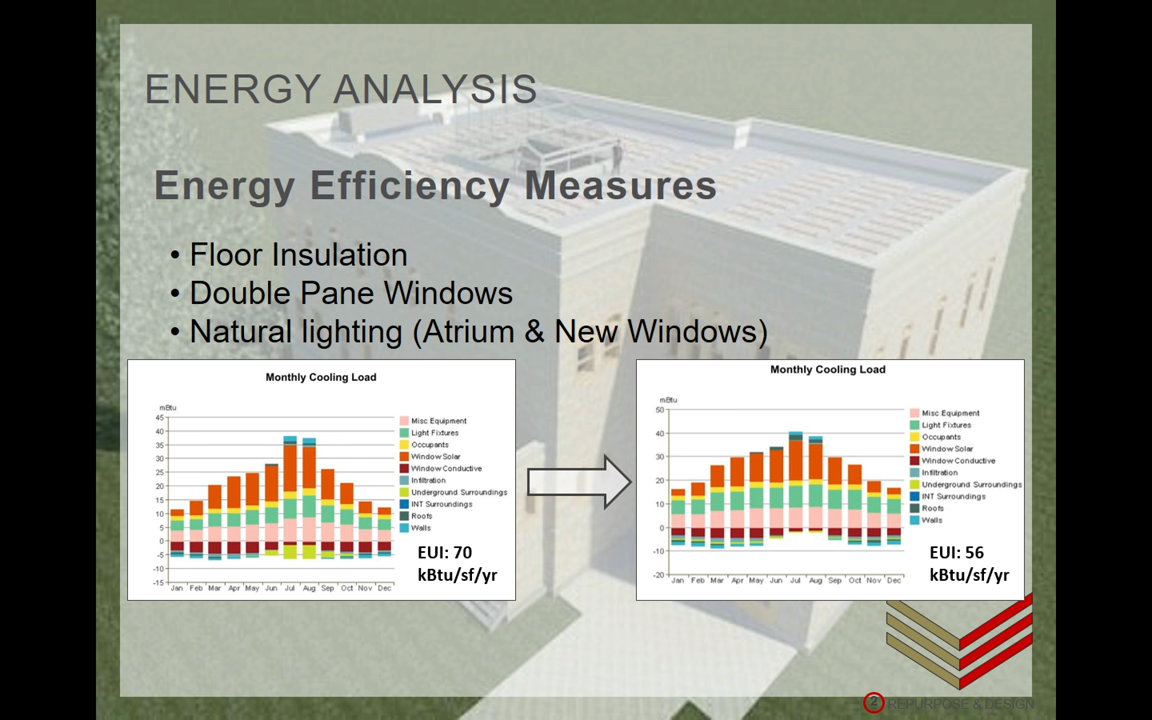 ENERGY ANALYSIS
Energy Efficiency Measures
• Floor Insulation
• Double Pane Windows
• Natural lighting (Atrium & New Windows)
Monthly Cooling Load
mBtu
45
40
35
30
25
20
15
10
5
0
-5
-10
-15
Jan Feb Mar Apr May Jun Jul Aug Sep Oct Nov Dec
Misc Equipment
Light Fixtures
Occupants
Window Solar
Window Conductive
Infiltration
Underground Surroundings
INT Surroundings
Roofs
Walls
EUI: 70
kBtu/sf/yr
Monthly Cooling Load
mBtu
50
40
30
20
10
0
-10
-20
Jan Feb Mar Apr May Jun Jul Aug Sep Oct Nov Dec
Misc Equipment
Light Fixtures
Occupants
Window Solar
Window Conductive
Infiltration
Underground Surroundings
INT Surroundings
Roofs
Walls
EUI: 56
kBtu/sf/yr
2 REPURPOSE & DESIGN